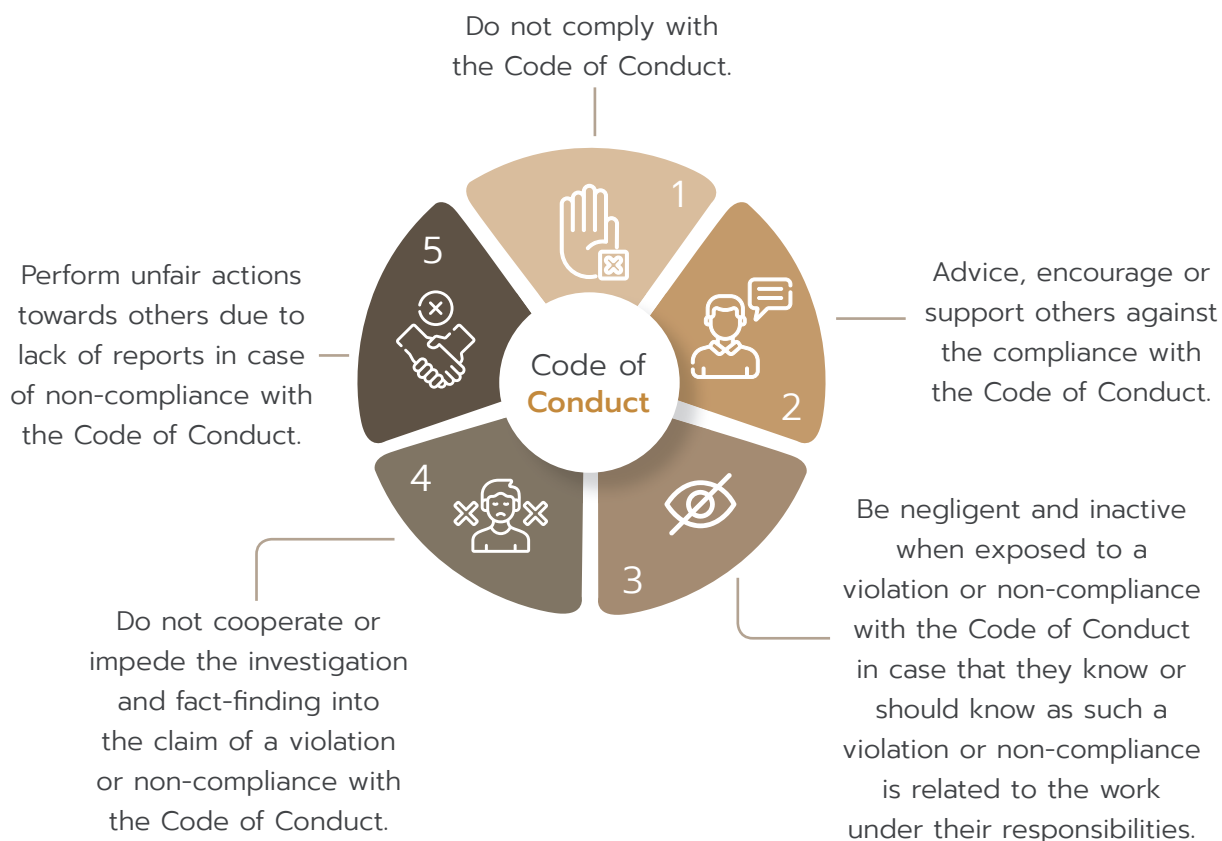 Do not comply with
the Code of Conduct.
1
Advice, encourage or
support others against
the compliance with
the Code of Conduct.
2
Be negligent and inactive
when exposed to a
violation or non-compliance
with the Code of Conduct
in case that they know or
should know as such a
violation or non-compliance
is related to the work
under their responsibilities.
3
Do not cooperate or
impede the investigation
and fact-finding into
the claim of a violation
or non-compliance with
the Code of Conduct.
4
Perform unfair actions
towards others due to
lack of reports in case
of non-compliance with
the Code of Conduct.
5
Code of
Conduct